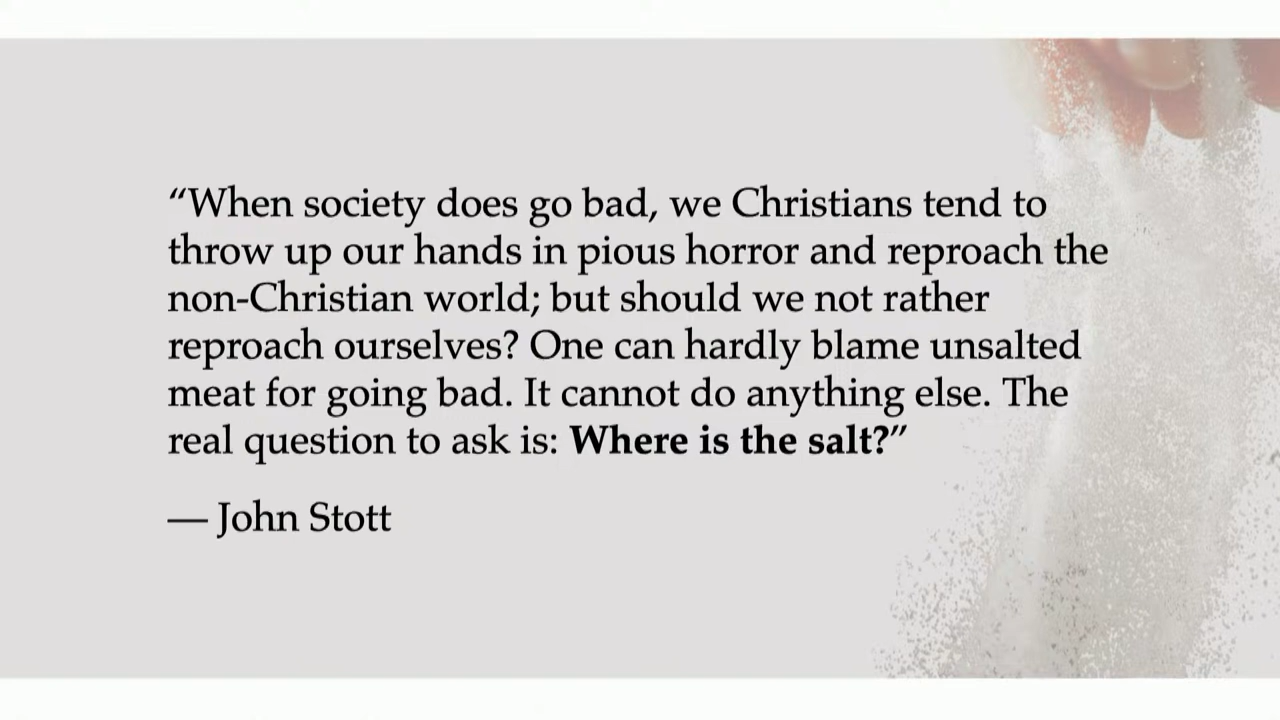 “When society does go bad, we Christians tend to
throw up our hands in pious horror and reproach the
non-Christian world; but should we not rather
reproach ourselves? One can hardly blame unsalted
meat for going bad. It cannot do anything else. The
real question to ask is: Where is the salt?”
— John Stott